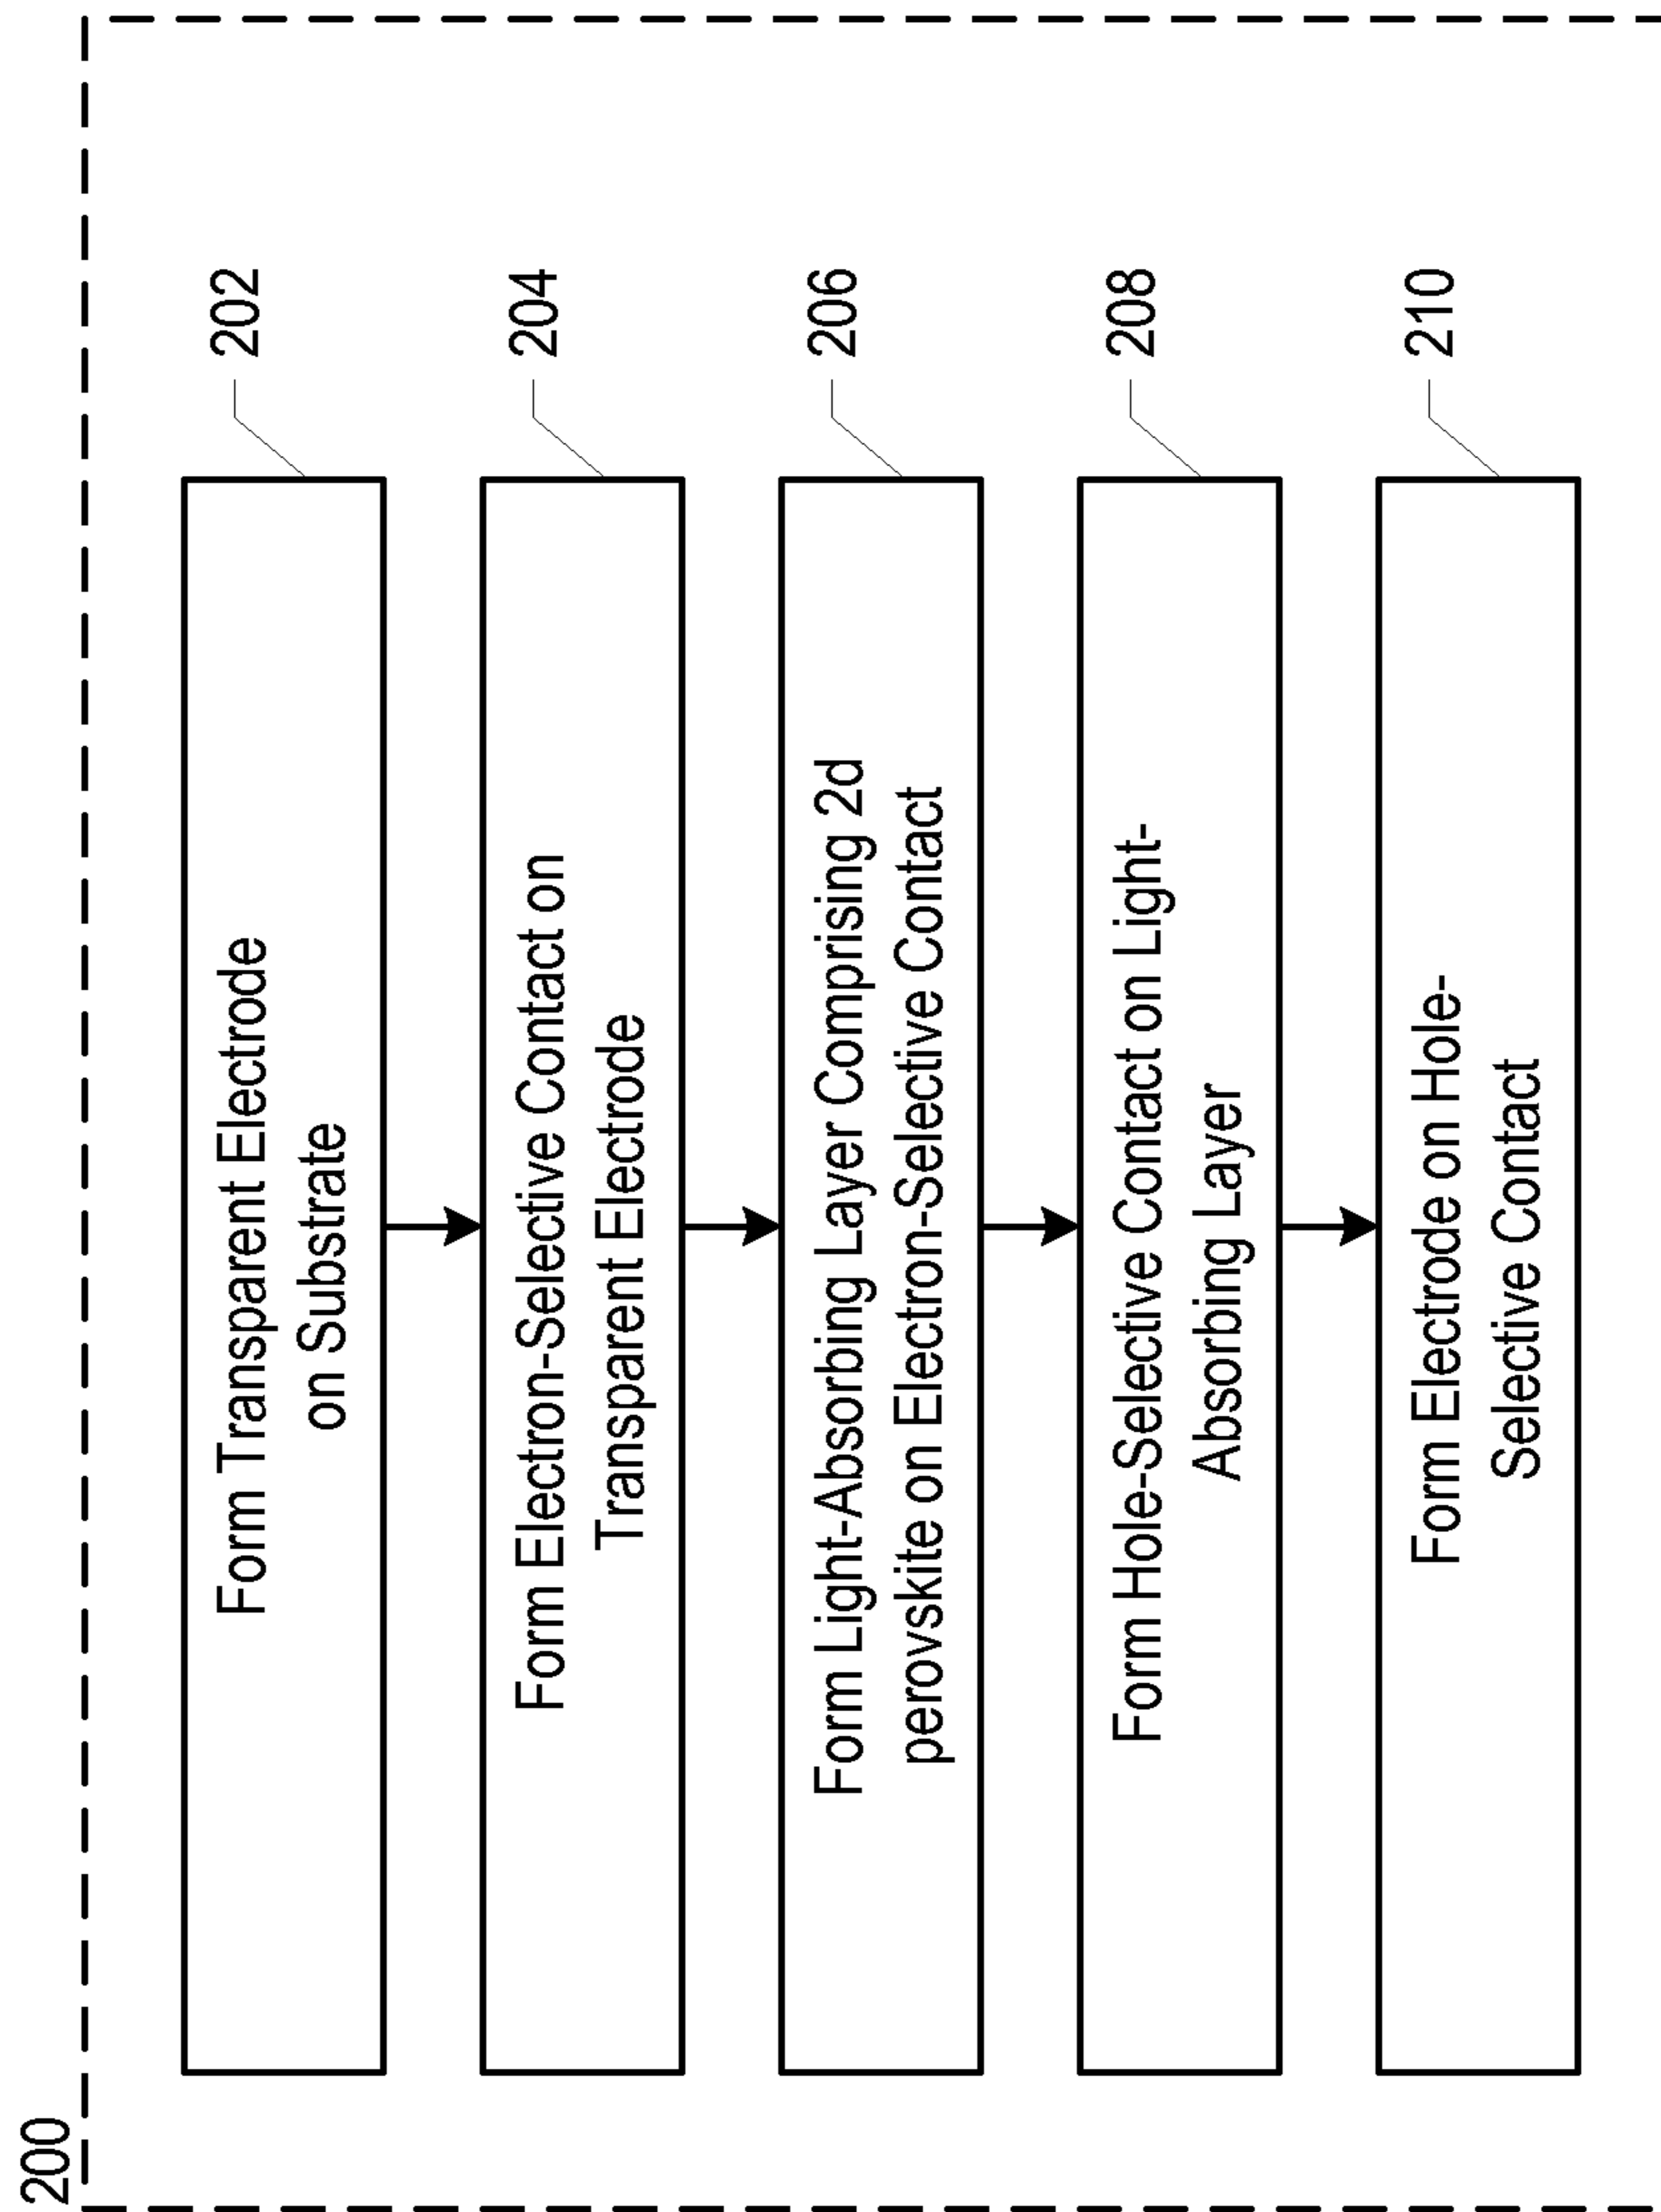 200
Form Transparent Electrode
on Substrate
202
Form Electron-Selective Contact on
Transparent Electrode
204
Form Light-Absorbing Layer Comprising 2d
perovskite on Electron-Selective Contact
206
Form Hole-Selective Contact on Light-
Absorbing Layer
208
Form Electrode on Hole-
Selective Contact
210